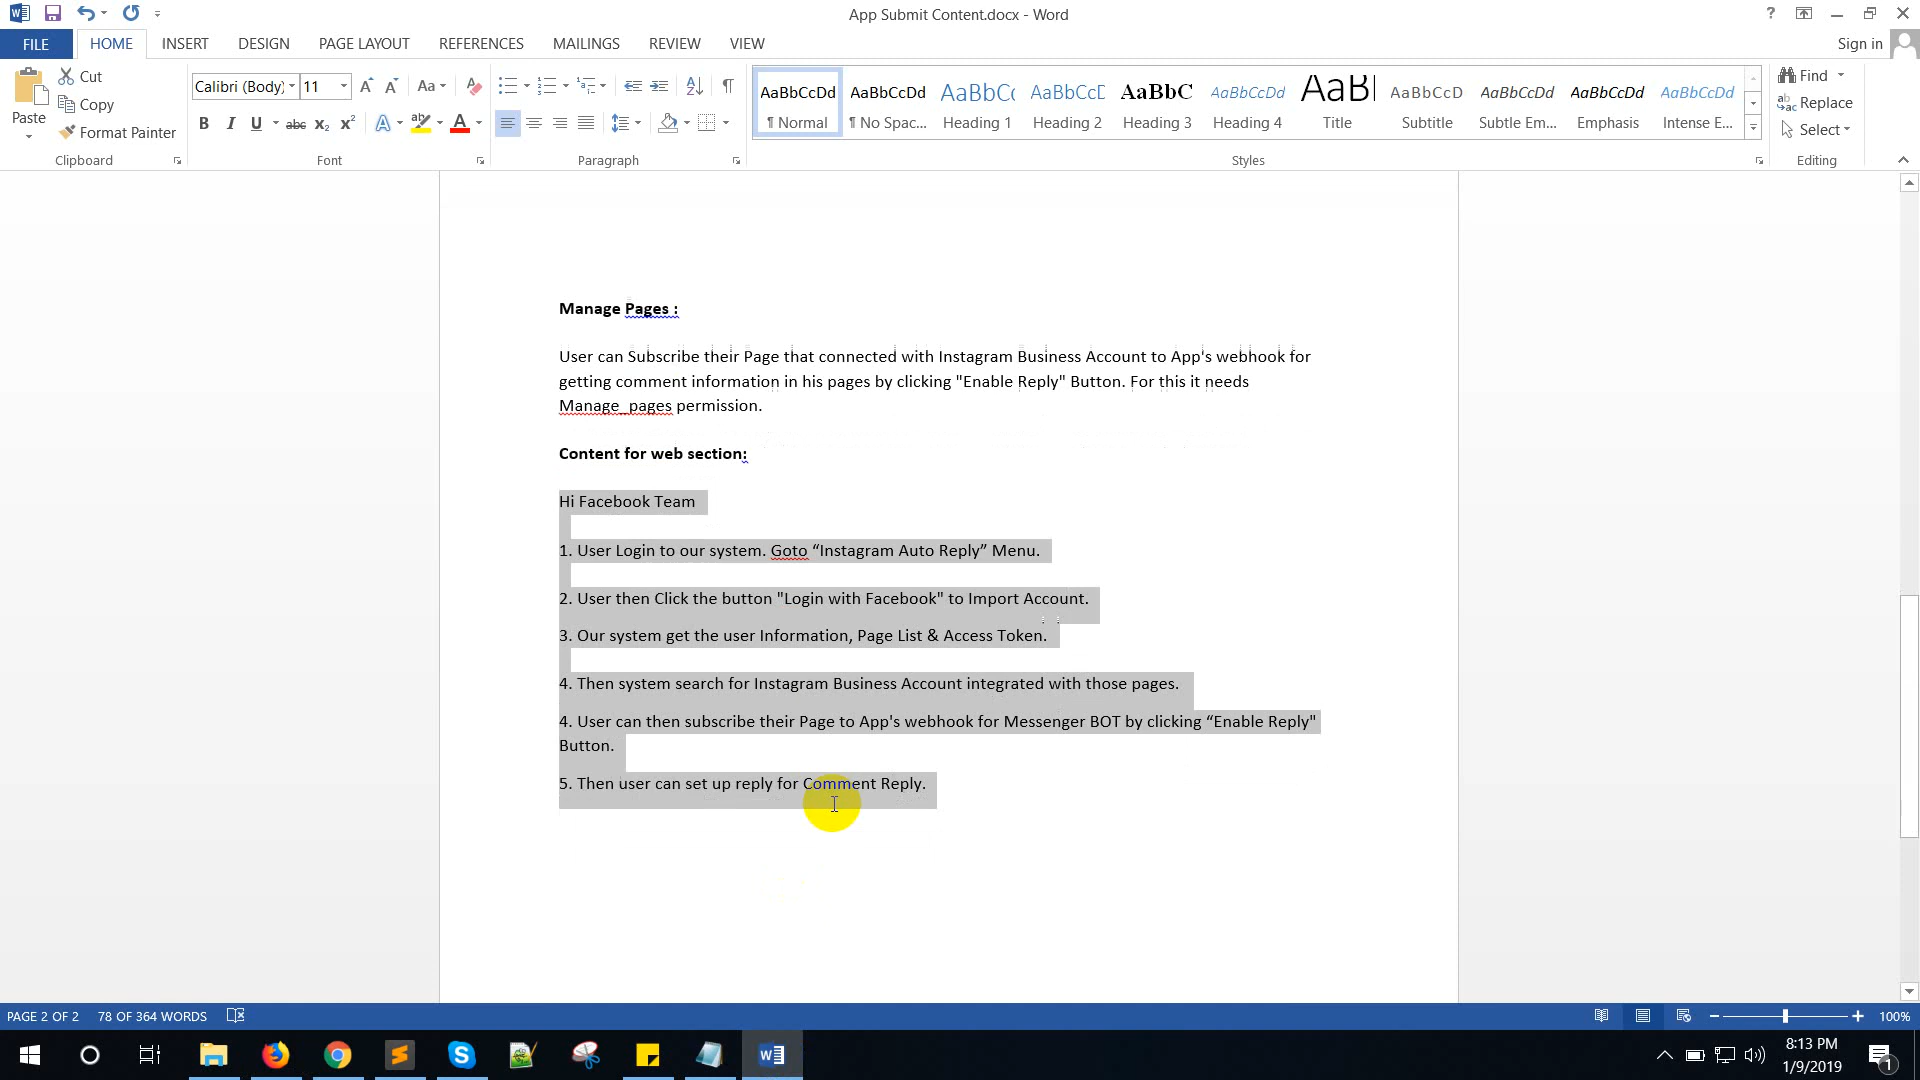 App Submit Content.docx - Word
?
FILE HOME INSERT DESIGN PAGE LAYOUT REFERENCES MAILINGS REVIEW VIEW Sign in
Paste
Cut
Copy
Format Painter
Clipboard
Calibri (Body) 11
Font
Paragraph
AaBbCcDd AaBbCcDd AaBbC( AaBbCcC AaBbC AaBbCcDd AaB AaBbCcD AaBbCcDd AaBbCcDd AaBbCcDd
¶ Normal ¶ No Spac... Heading 1 Heading 2 Heading 3 Heading 4 Title Subtitle Subtle Em... Emphasis Intense E...
Styles
Find
Replace
Select
Editing
Manage Pages :
User can Subscribe their Page that connected with Instagram Business Account to App's webhook for
getting comment information in his pages by clicking "Enable Reply" Button. For this it needs
Manage_pages permission.
Content for web section:
Hi Facebook Team
1. User Login to our system. Goto “Instagram Auto Reply” Menu.
2. User then Click the button "Login with Facebook" to Import Account.
3. Our system get the user Information, Page List & Access Token.
4. Then system search for Instagram Business Account integrated with those pages.
4. User can then subscribe their Page to App's webhook for Messenger BOT by clicking “Enable Reply"
Button.
5. Then user can set up reply for Comment Reply.
PAGE 2 OF 2 78 OF 364 WORDS 100%
8:13 PM
1/9/2019
1